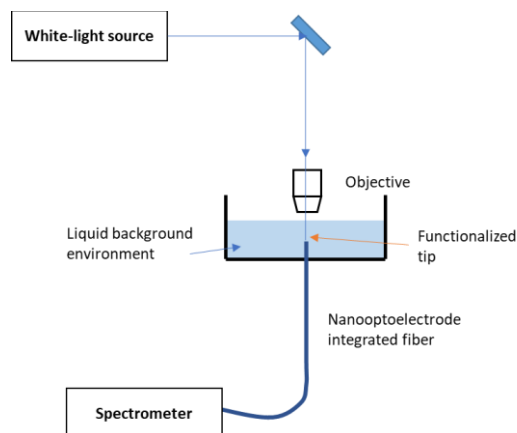 White-light source
Objective
Liquid background
environment
Functionalized
tip
Nanooptoelectrode
integrated fiber
Spectrometer